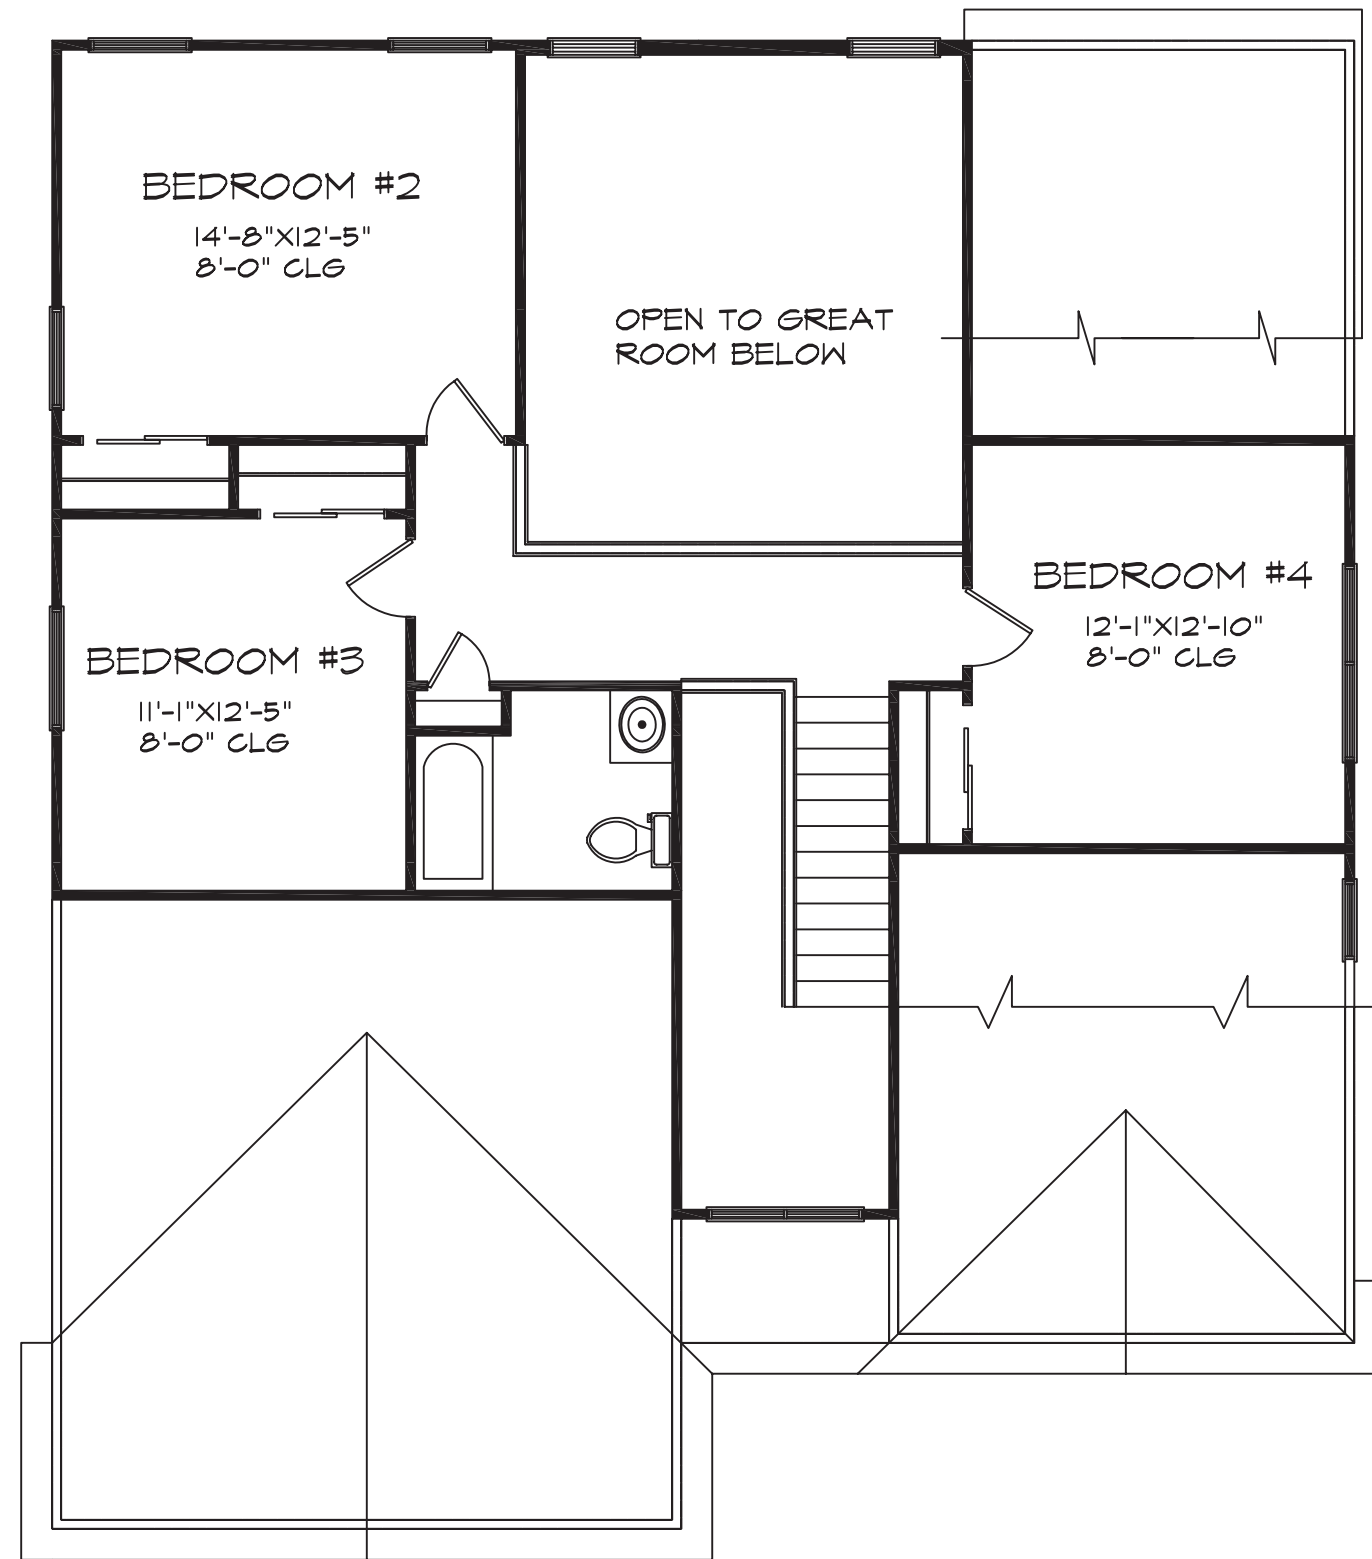 BEDROOM #2
14'-8"X12'-5"
8'-0" CLG
OPEN TO GREAT
ROOM BELOW
BEDROOM #4
12'-1"X12'-10"
8'-0" CLG
BEDROOM #3
11'-1"X12'-5"
8'-0" CLG